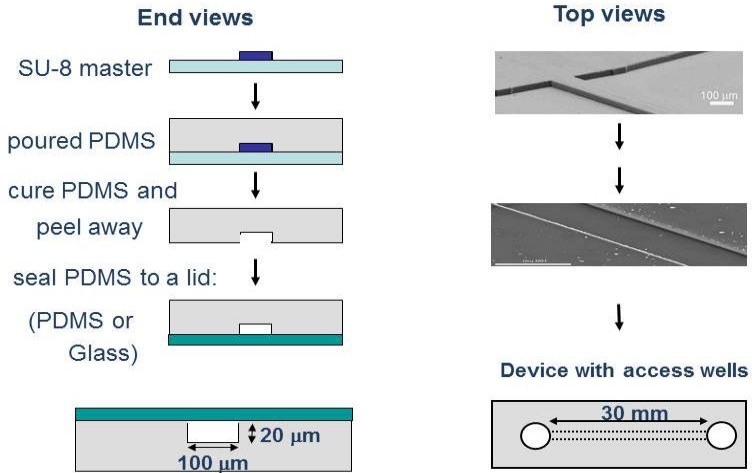 End views
SU-8 master
poured PDMS
cure PDMS and
peel away
seal PDMS to a lid:
(PDMS or
Glass)
20 μm
100 μm
Top views
100 μm
Device with access wells
30 mm